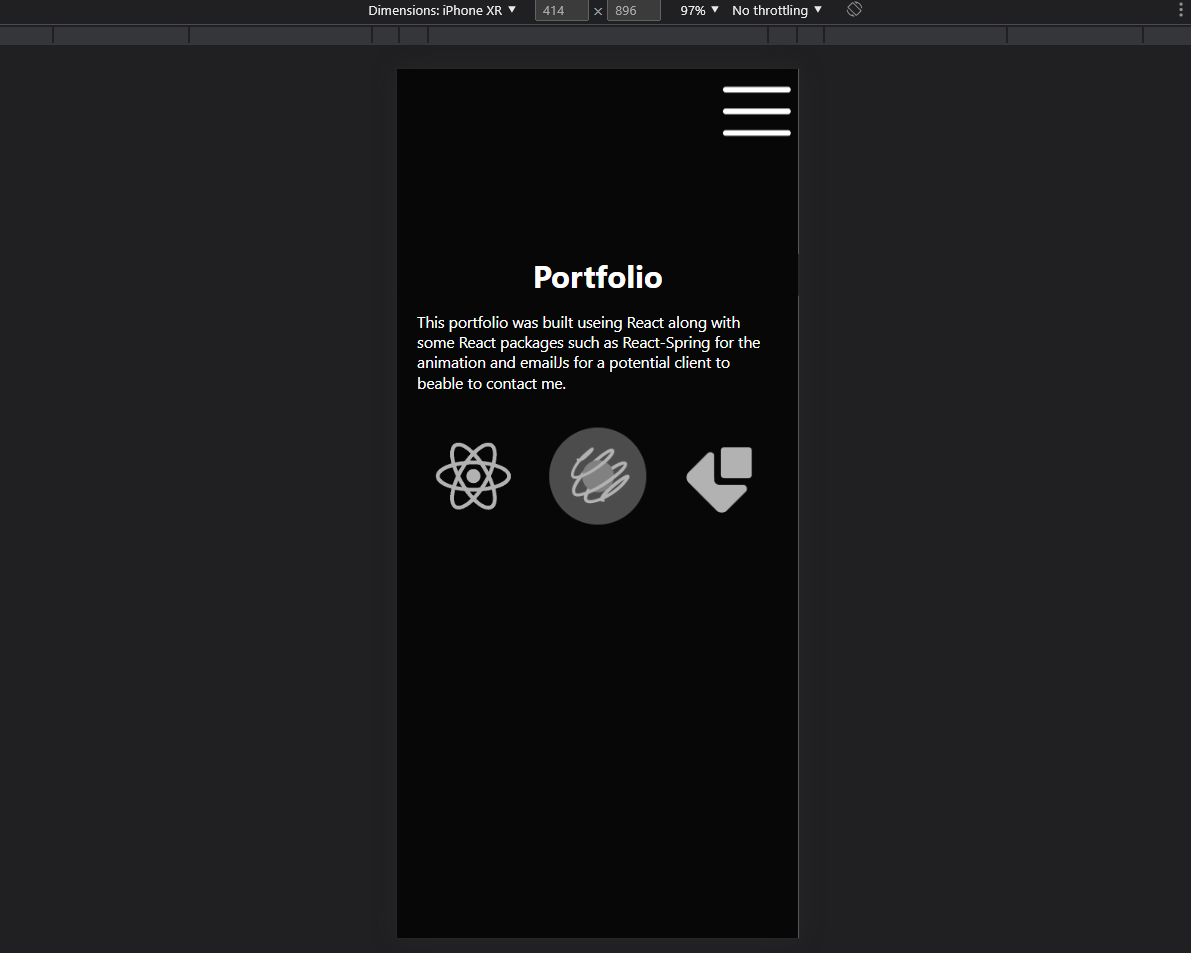 Dimensions: iPhone XR ▼ 414 × 896 97% ▼ No throttling ▼
Portfolio
This portfolio was built useing React along with
some React packages such as React-Spring for the
animation and emailJs for a potential client to
beable to contact me.